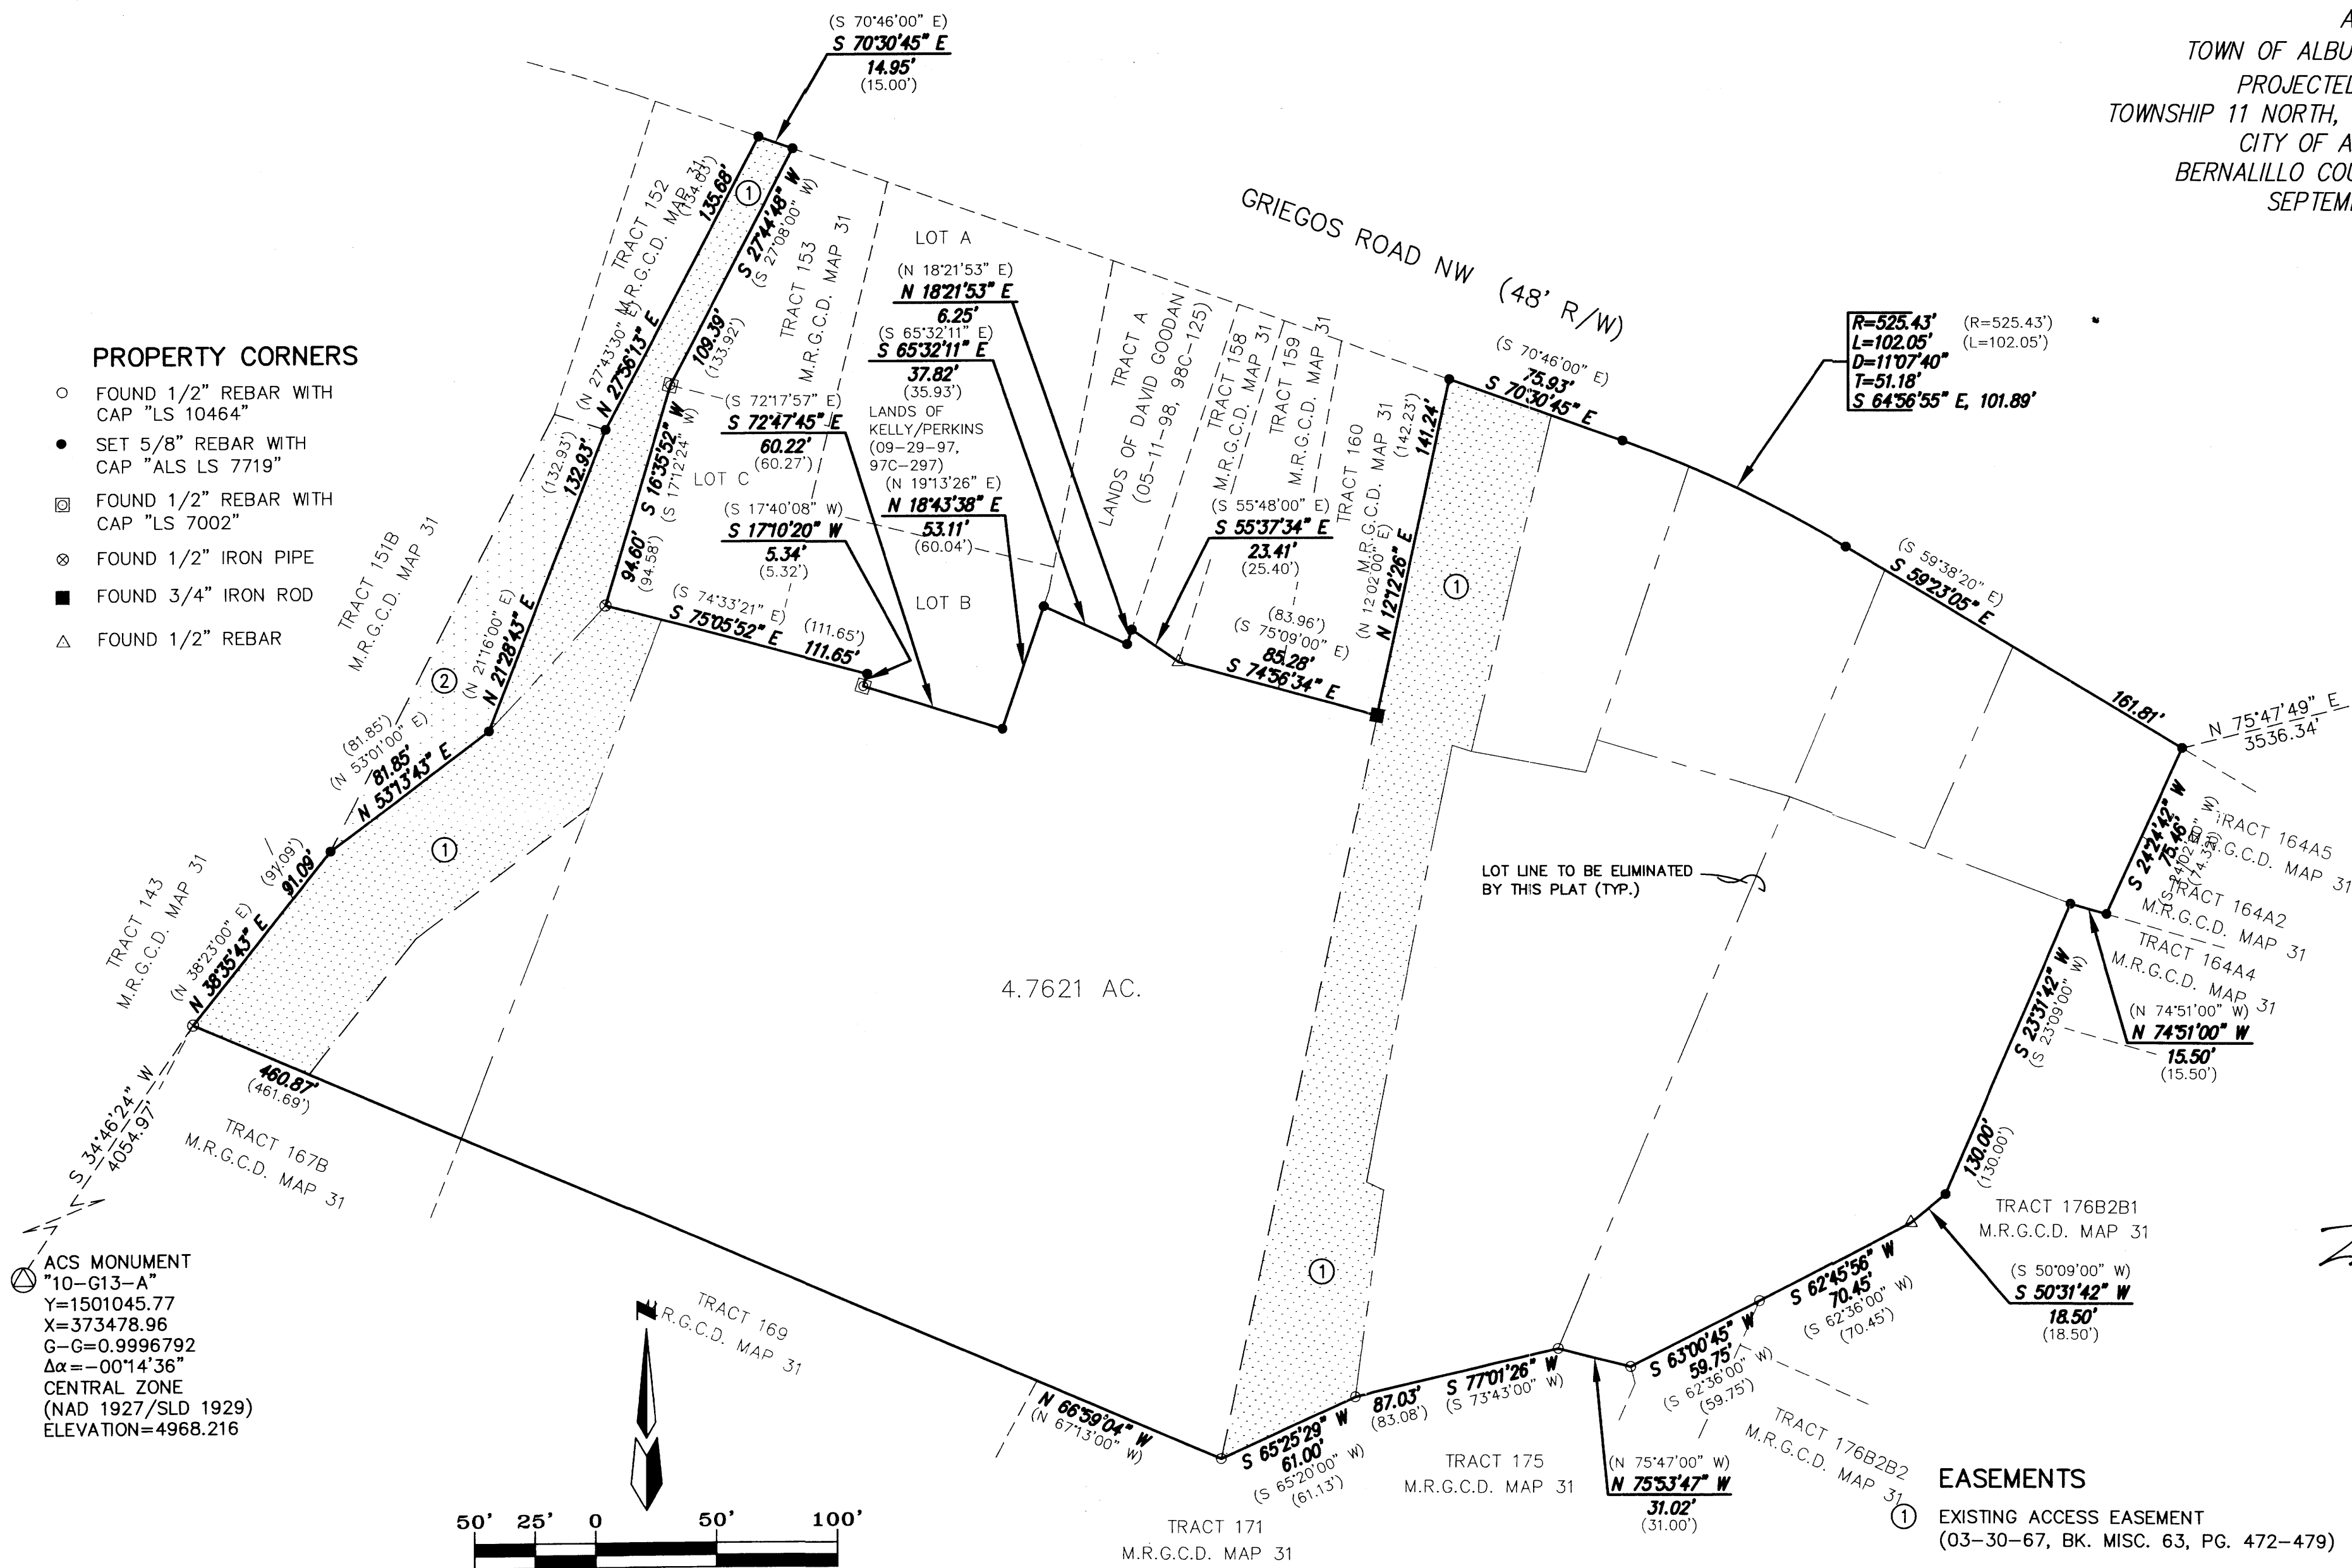 A
TOWN OF ALBU
PROJECTED
TOWNSHIP 11 NORTH,
CITY OF A
BERNALILLO COU
SEPTEM
(S 70°46'00" E)
S 70°30'45" E
14.95'
(15.00')
GRIEGOS ROAD NW (48' R/W)
PROPERTY CORNERS
○ FOUND 1/2" REBAR WITH
CAP "LS 10464"
● SET 5/8" REBAR WITH
CAP "ALS LS 7719"
FOUND 1/2" REBAR WITH
CAP "LS 7002"
⊗ FOUND 1/2" IRON PIPE
■ FOUND 3/4" IRON ROD
△ FOUND 1/2" REBAR
TRACT 152
M.R.G.C.D. MAP 31
(134.03')
135.68'
N 27°56'13" E
(N 27°43'30" E)
1
S 27°44'48" W
(S 27°08'00" W)
109.39'
(133.92')
TRACT 153
M.R.G.C.D. MAP 31
(132.93')
132.93'
N 21°28'43" E
(N 21°16'00" E)
S 16°35'52" W
(S 17°12'24" W)
94.60'
(94.58')
TRACT 151B
M.R.G.C.D. MAP 31
2
LOT A
(N 18°21'53" E)
N 18°21'53" E
6.25'
(S 65°32'11" E)
S 65°32'11" E
37.82'
(35.93')
LANDS OF
KELLY/PERKINS
(09-29-97,
97C-297)
(S 72°17'57" E)
S 72°47'45" E
60.22'
(60.27')
LOT C
(N 19°13'26" E)
N 18°43'38" E
53.11'
(60.04')
(S 17°40'08" W)
S 17°10'20" W
5.34'
(5.32')
LOT B
(S 74°33'21" E)
S 75°05'52" E
(111.65')
111.65'
TRACT A
LANDS OF DAVID GOODAN
(05-11-98, 98C-125)
TRACT 158
M.R.G.C.D. MAP 31
TRACT 159
M.R.G.C.D. MAP 31
TRACT 160
M.R.G.C.D. MAP 31
(S 55°48'00" E)
S 55°37'34" E
23.41'
(25.40')
(83.96')
(S 75°09'00" E)
85.28'
S 74°56'34" E
(142.23')
141.24'
N 12°12'26" E
(N 12°02'00" E)
1
(S 70°46'00" E)
75.93'
S 70°30'45" E
R=525.43' (R=525.43')
L=102.05' (L=102.05')
D=11°07'40"
T=51.18'
S 64°56'55" E, 101.89'
(S 59°38'20" E)
S 59°23'05" E
161.81'
N 75°47'49" E
3536.34'
S 24°24'42" W
75.46'
TRACT 164A5
M.R.G.C.D. MAP 31
TRACT 164A2
M.R.G.C.D. MAP 31
TRACT 164A4
M.R.G.C.D. MAP 31
(N 74°51'00" W)
N 74°51'00" W
15.50'
(15.50')
LOT LINE TO BE ELIMINATED
BY THIS PLAT (TYP.)
(81.85')
(N 53°01'00" E)
81.85'
N 53°13'43" E
1
(91.09')
91.09'
N 38°35'43" E
(N 38°23'00" E)
TRACT 143
M.R.G.C.D. MAP 31
4.7621 AC.
S 23°31'42" W
(S 23°09'00" W)
130.00'
(130.00')
460.87'
(461.69')
TRACT 167B
M.R.G.C.D. MAP 31
S 34°46'24" W
4054.97'
ACS MONUMENT
"10-G13-A"
Y=1501045.77
X=373478.96
G-G=0.9996792
Δα=-00°14'36"
CENTRAL ZONE
(NAD 1927/SLD 1929)
ELEVATION=4968.216
TRACT 169
M.R.G.C.D. MAP 31
N
N 66°59'04" W
(N 67°13'00" W)
1
S 65°25'29" W
61.00'
(S 65°20'00" W)
(61.13')
87.03'
(83.08')
S 77°01'26" W
(S 73°43'00" W)
TRACT 175
M.R.G.C.D. MAP 31
TRACT 171
M.R.G.C.D. MAP 31
(N 75°47'00" W)
N 75°53'47" W
31.02'
(31.00')
S 63°00'45" W
59.75'
(S 62°36'00" W)
(59.75')
S 62°45'56" W
70.45'
(S 62°36'00" W)
(70.45')
TRACT 176B2B1
M.R.G.C.D. MAP 31
(S 50°09'00" W)
S 50°31'42" W
18.50'
(18.50')
TRACT 176B2B2
M.R.G.C.D. MAP 31
50' 25' 0 50' 100'
EASEMENTS
1 EXISTING ACCESS EASEMENT
(03-30-67, BK. MISC. 63, PG. 472-479)